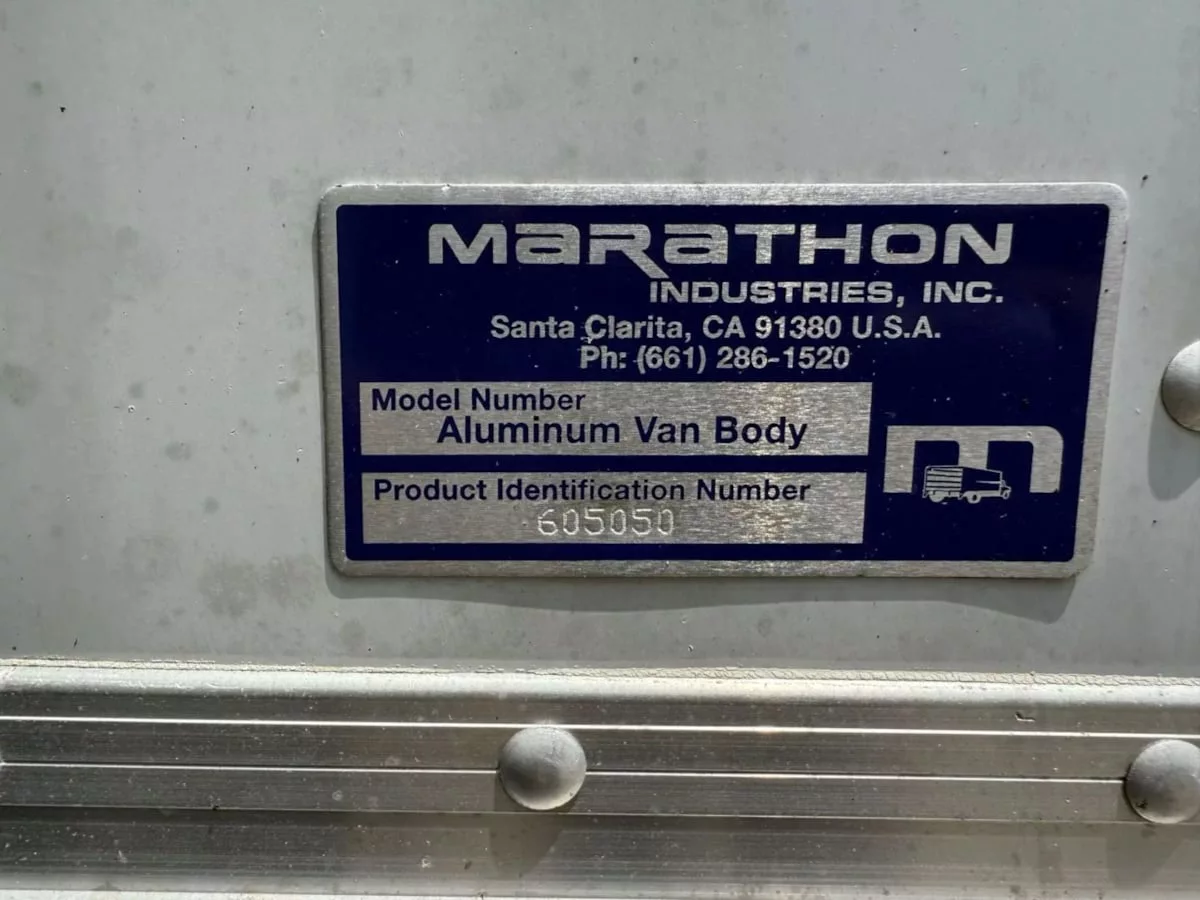 MARATHON
INDUSTRIES, INC.
Santa Clarita, CA 91380 U.S.A.
Ph: (661) 286-1520
Model Number
Aluminum Van Body
Product Identification Number
605050
m